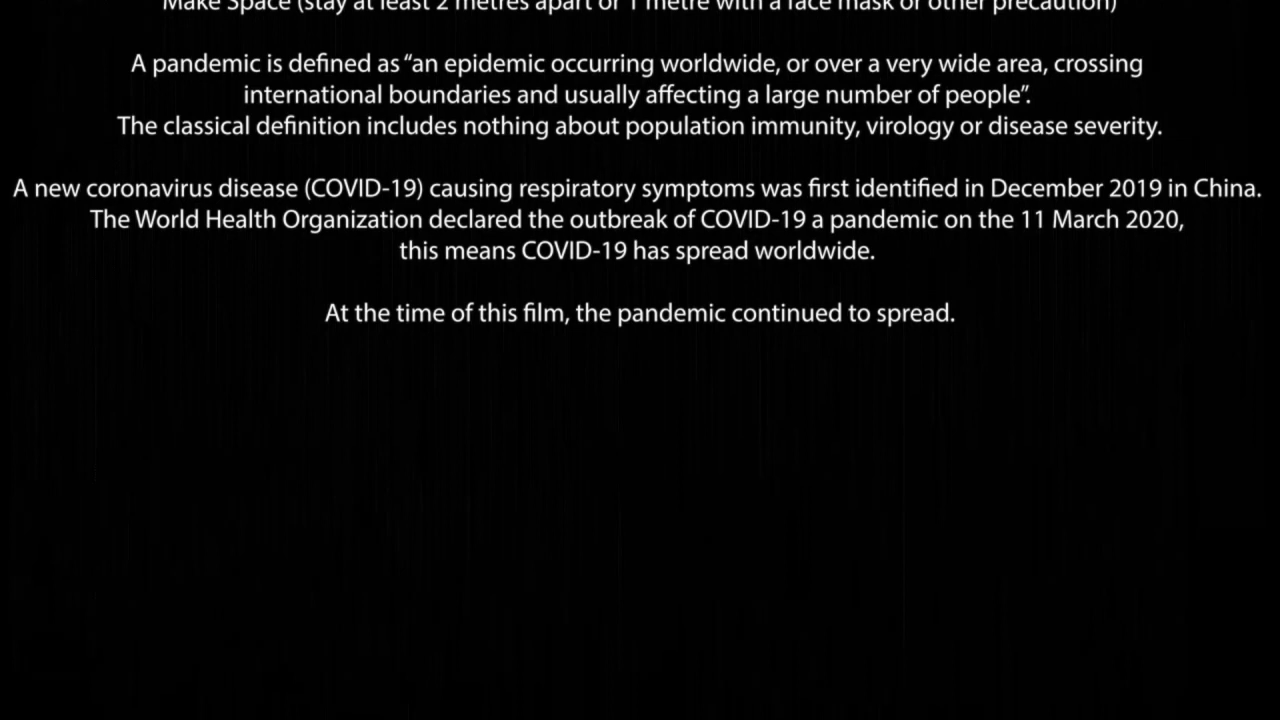 Make Space (stay at least 2 metres apart or 1 metre with a face mask or other precaution)
A pandemic is defined as “an epidemic occurring worldwide, or over a very wide area, crossing
international boundaries and usually affecting a large number of people”.
The classical definition includes nothing about population immunity, virology or disease severity.
A new coronavirus disease (COVID-19) causing respiratory symptoms was first identified in December 2019 in China.
The World Health Organization declared the outbreak of COVID-19 a pandemic on the 11 March 2020,
this means COVID-19 has spread worldwide.
At the time of this film, the pandemic continued to spread.